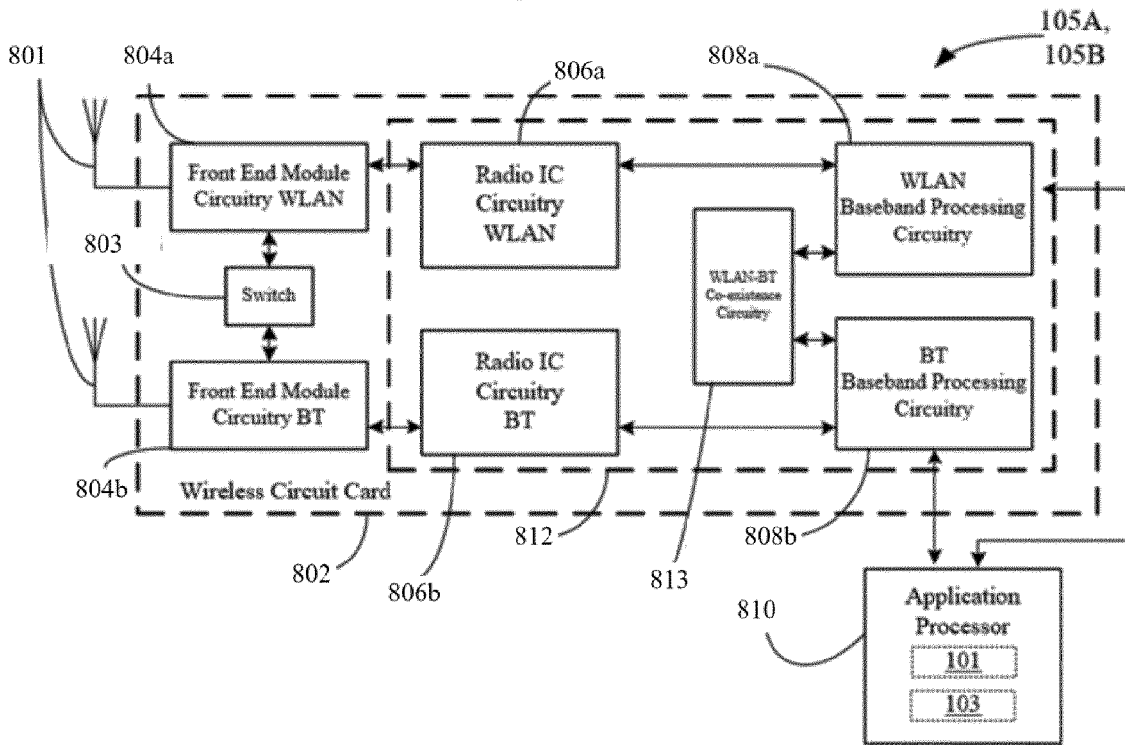 105A,
105B
801
804a
806a
808a
Front End Module
Circuitry WLAN
Radio IC
Circuitry
WLAN
WLAN
Baseband Processing
Circuitry
803
Switch
WLAN-BT
Co-existence
Circuitry
Front End Module
Circuitry BT
Radio IC
Circuitry
BT
BT
Baseband Processing
Circuitry
804b
Wireless Circuit Card
802
806b
812
813
808b
810
Application
Processor
101
103